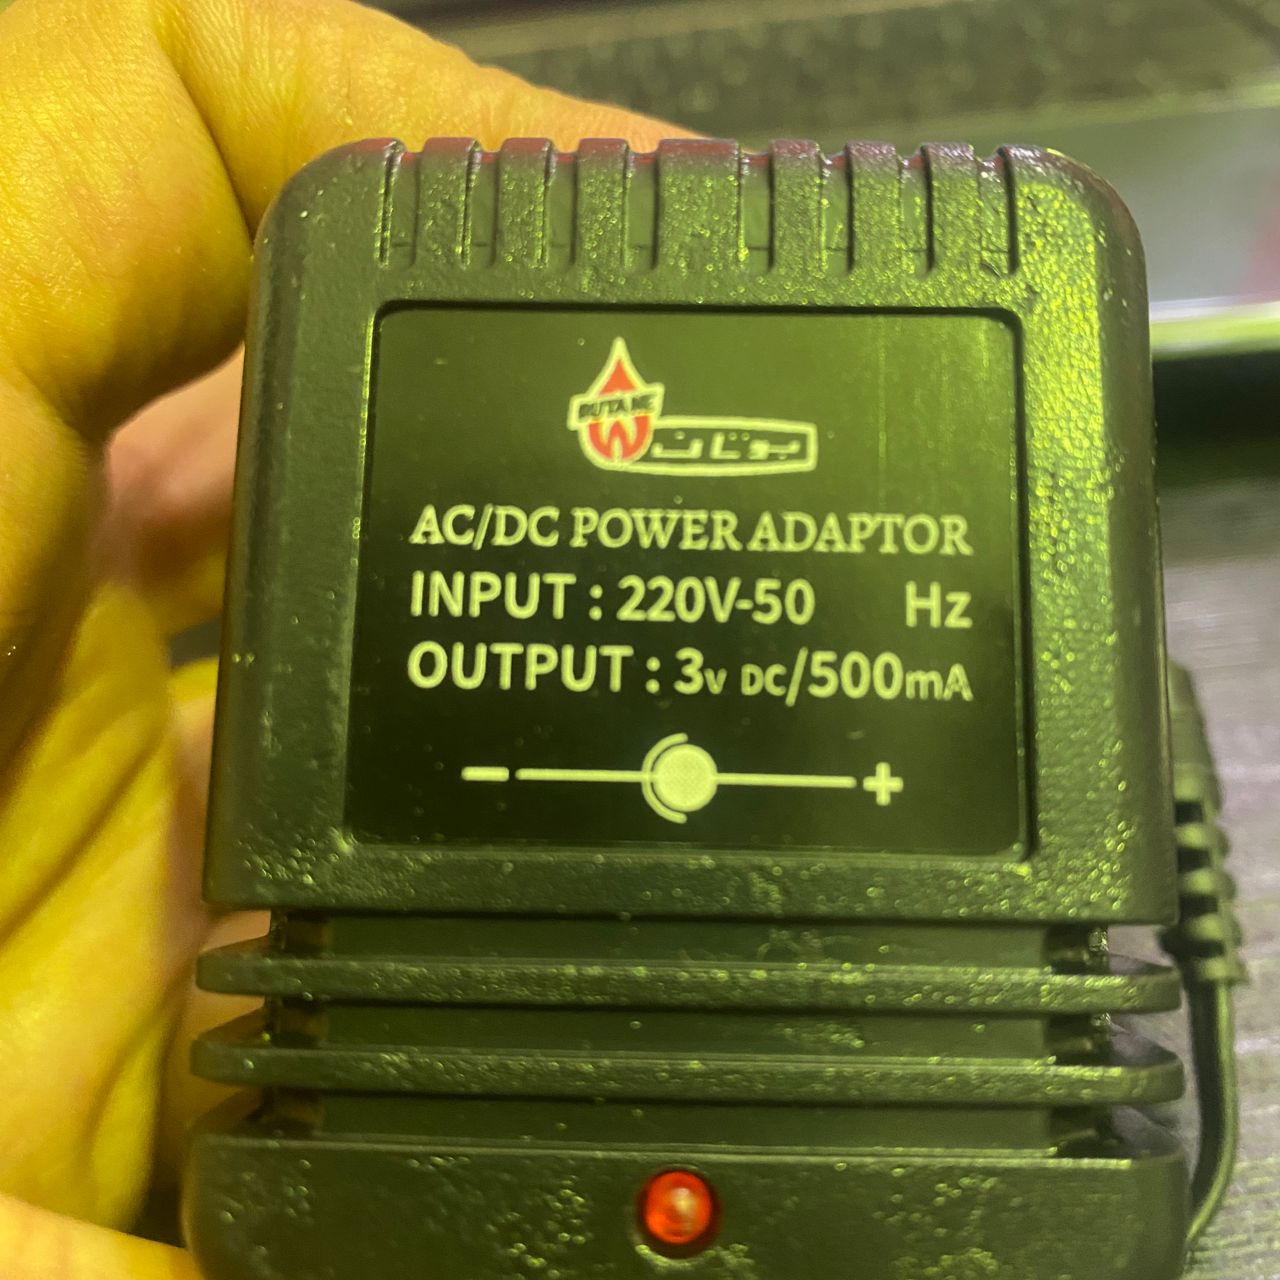 BUTANE
بوتان
AC/DC POWER ADAPTOR
INPUT : 220V-50 Hz
OUTPUT : 3v DC/500mA
- +